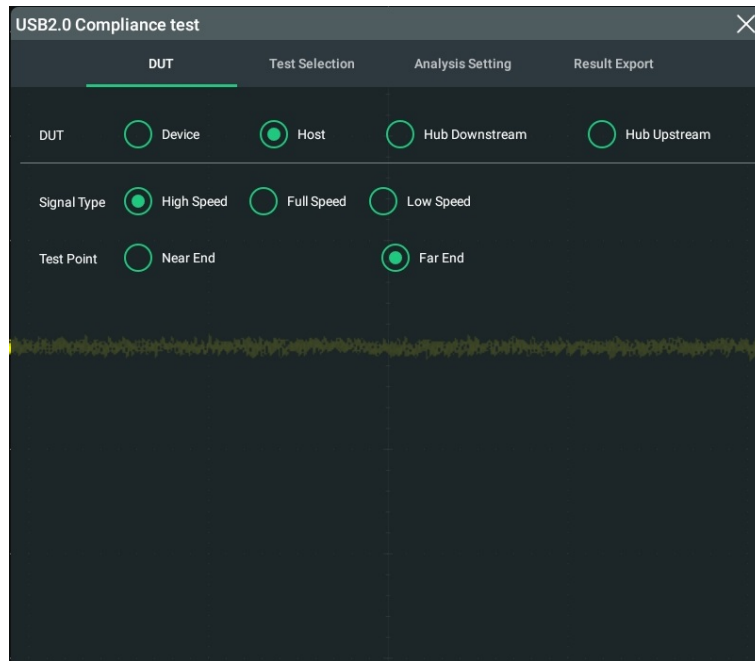 USB2.0 Compliance test
DUT Test Selection Analysis Setting Result Export
DUT Device Host Hub Downstream Hub Upstream
Signal Type High Speed Full Speed Low Speed
Test Point Near End Far End